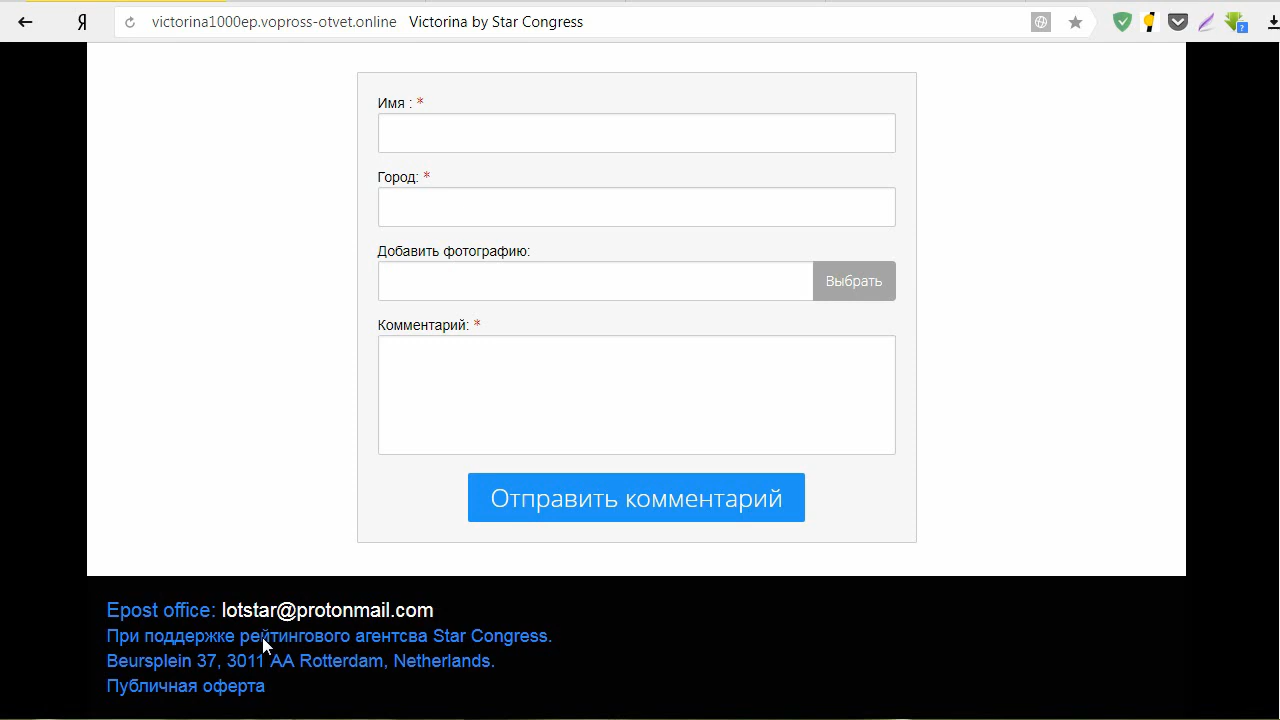 victorina1000ep.vopross-otvet.online Victorina by Star Congress
Имя : *
Город: *
Добавить фотографию:
Выбрать
Комментарий: *
Отправить комментарий
Epost office: lotstar@protonmail.com
При поддержке рейтингового агентсва Star Congress.
Beursplein 37, 3011 AA Rotterdam, Netherlands.
Публичная оферта